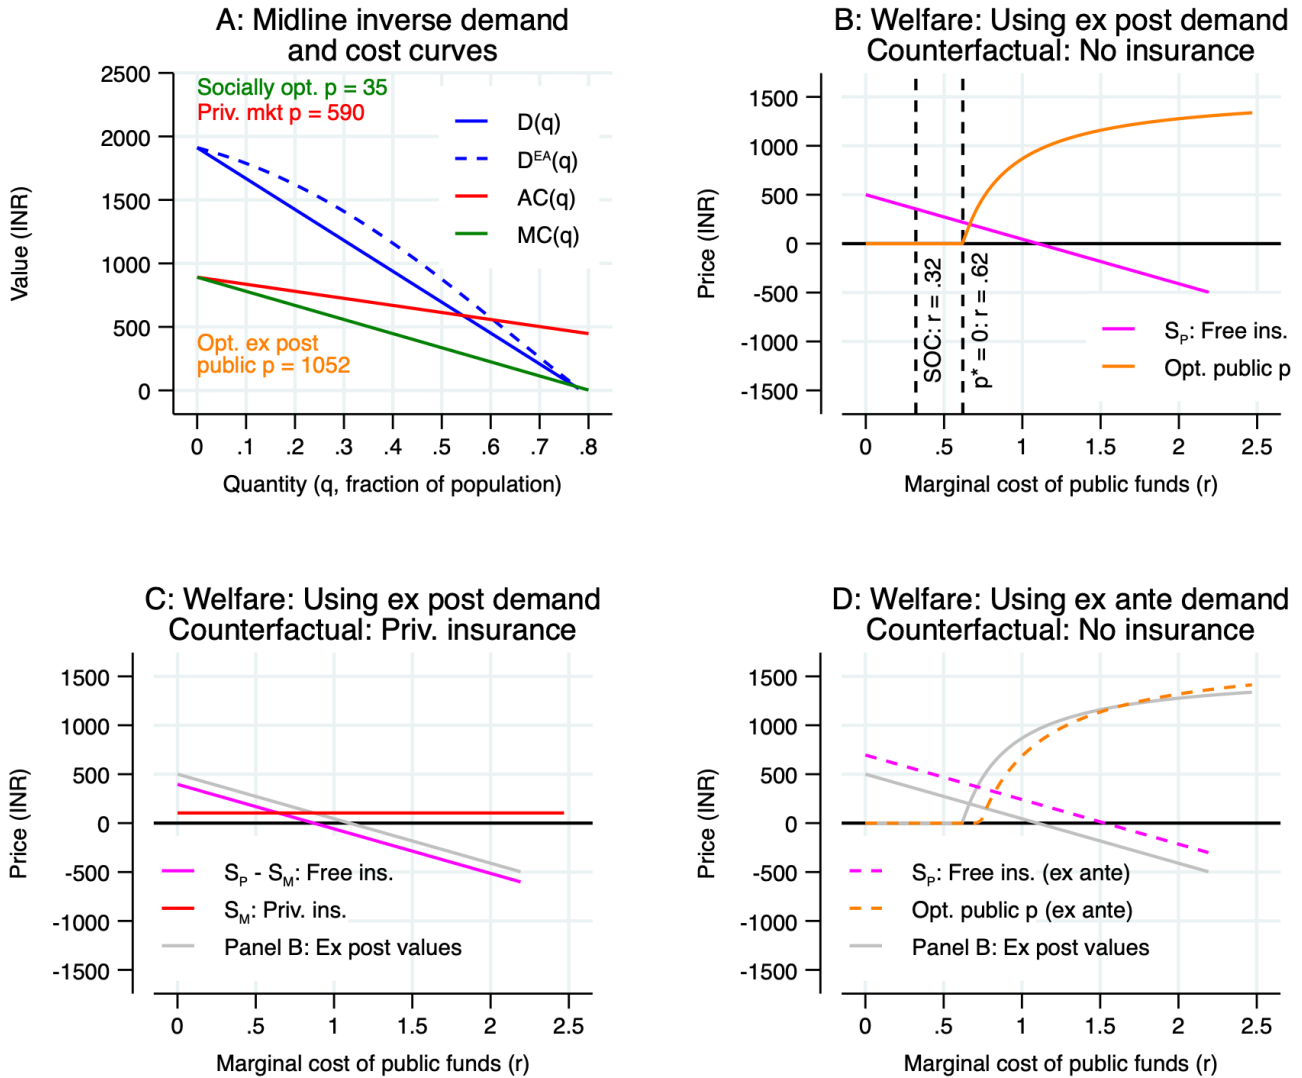 A: Midline inverse demand
and cost curves
2500
2000
1500
1000
500
0
Value (INR)
Socially opt. p = 35
Priv. mkt p = 590
D(q)
Dᴱᴬ(q)
AC(q)
MC(q)
Opt. ex post
public p = 1052
0 .1 .2 .3 .4 .5 .6 .7 .8
Quantity (q, fraction of population)
B: Welfare: Using ex post demand
Counterfactual: No insurance
1500
1000
500
0
-500
-1000
-1500
Price (INR)
SOC: r = .32
p* = 0: r = .62
Sₚ: Free ins.
Opt. public p
0 .5 1 1.5 2 2.5
Marginal cost of public funds (r)
C: Welfare: Using ex post demand
Counterfactual: Priv. insurance
1500
1000
500
0
-500
-1000
-1500
Price (INR)
Sₚ - Sₘ: Free ins.
Sₘ: Priv. ins.
Panel B: Ex post values
0 .5 1 1.5 2 2.5
Marginal cost of public funds (r)
D: Welfare: Using ex ante demand
Counterfactual: No insurance
1500
1000
500
0
-500
-1000
-1500
Price (INR)
Sₚ: Free ins. (ex ante)
Opt. public p (ex ante)
Panel B: Ex post values
0 .5 1 1.5 2 2.5
Marginal cost of public funds (r)